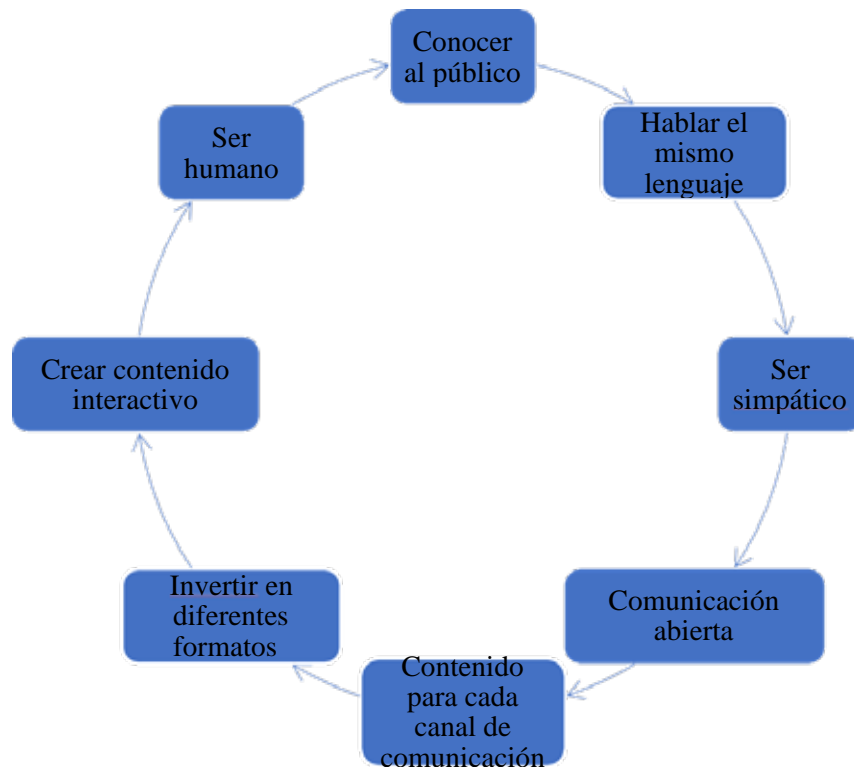 Conocer
al público
Hablar el
mismo
lenguaje
Ser
simpático
Comunicación
abierta
Contenido
para cada
canal de
comunicación
Invertir en
diferentes
formatos
Crear contenido
interactivo
Ser
humano